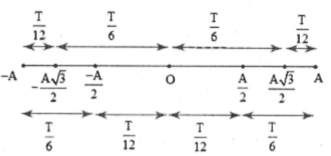 T/12 T/6 T/6 T/12
-A -A√3/2 -A/2 O A/2 A√3/2 A
T/6 T/12 T/12 T/6